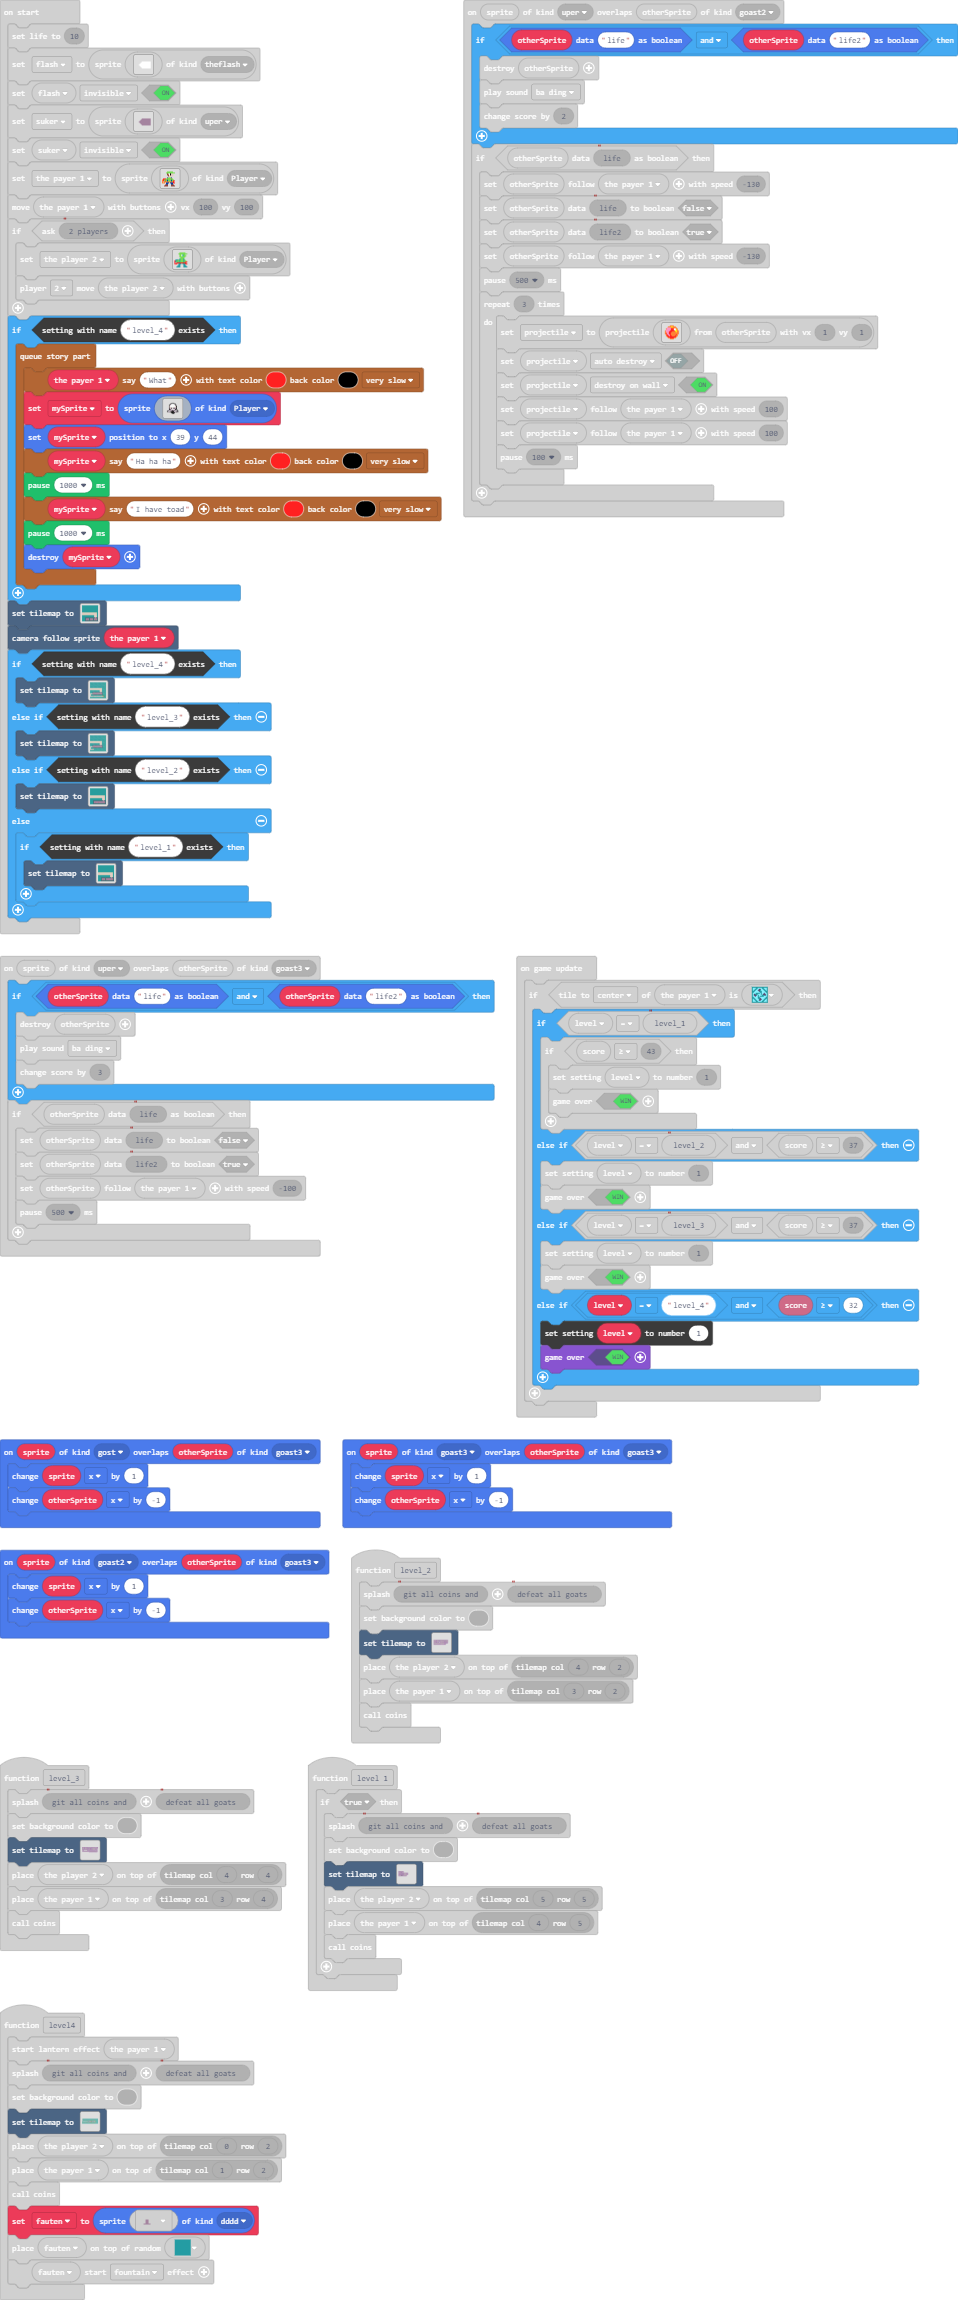 on start
set life to 10
set flash to sprite of kind theflash
set flash invisible ON
set suker to sprite of kind uper
set suker invisible ON
set the payer 1 to sprite of kind Player
move the payer 1 with buttons vx 100 vy 100
if ask 2 players then
set the player 2 to sprite of kind Player
player 2 move the player 2 with buttons
if setting with name "level_4" exists then
queue story part
the payer 1 say "What" with text color back color very slow
set mySprite to sprite of kind Player
set mySprite position to x 39 y 44
mySprite say "Ha ha ha" with text color back color very slow
pause 1000 ms
mySprite say "I have toad" with text color back color very slow
pause 1000 ms
destroy mySprite
set tilemap to
camera follow sprite the payer 1
if setting with name "level_4" exists then
set tilemap to
else if setting with name "level_3" exists then
set tilemap to
else if setting with name "level_2" exists then
set tilemap to
else
if setting with name "level_1" exists then
set tilemap to
on sprite of kind uper overlaps otherSprite of kind goast2
if otherSprite data "life" as boolean and otherSprite data "life2" as boolean then
destroy otherSprite
play sound ba ding
change score by 2
if otherSprite data life as boolean then
set otherSprite follow the payer 1 with speed -130
set otherSprite data life to boolean false
set otherSprite data life2 to boolean true
set otherSprite follow the payer 1 with speed -130
pause 500 ms
repeat 3 times
do
set projectile to projectile from otherSprite with vx 1 vy 1
set projectile auto destroy OFF
set projectile destroy on wall ON
set projectile follow the payer 1 with speed 100
set projectile follow the payer 1 with speed 100
pause 100 ms
on sprite of kind uper overlaps otherSprite of kind goast3
if otherSprite data "life" as boolean and otherSprite data "life2" as boolean then
destroy otherSprite
play sound ba ding
change score by 3
if otherSprite data life as boolean then
set otherSprite data life to boolean false
set otherSprite data life2 to boolean true
set otherSprite follow the payer 1 with speed -100
pause 500 ms
on game update
if tile to center of the payer 1 is then
if level = level_1 then
if score ≥ 43 then
set setting level to number 1
game over WIN
else if level = level_2 and score ≥ 37 then
set setting level to number 1
game over WIN
else if level = level_3 and score ≥ 37 then
set setting level to number 1
game over WIN
else if level = "level_4" and score ≥ 32 then
set setting level to number 1
game over WIN
on sprite of kind gost overlaps otherSprite of kind goast3
change sprite x by 1
change otherSprite x by -1
on sprite of kind goast3 overlaps otherSprite of kind goast3
change sprite x by 1
change otherSprite x by -1
on sprite of kind goast2 overlaps otherSprite of kind goast3
change sprite x by 1
change otherSprite x by -1
function level_2
splash git all coins and defeat all goats
set background color to
set tilemap to
place the player 2 on top of tilemap col 4 row 2
place the payer 1 on top of tilemap col 3 row 2
call coins
function level_3
splash git all coins and defeat all goats
set background color to
set tilemap to
place the player 2 on top of tilemap col 4 row 4
place the payer 1 on top of tilemap col 3 row 4
call coins
function level 1
if true then
splash git all coins and defeat all goats
set background color to
set tilemap to
place the player 2 on top of tilemap col 5 row 5
place the payer 1 on top of tilemap col 4 row 5
call coins
function level4
start lantern effect the payer 1
splash git all coins and defeat all goats
set background color to
set tilemap to
place the player 2 on top of tilemap col 0 row 2
place the payer 1 on top of tilemap col 1 row 2
call coins
set fauten to sprite of kind dddd
place fauten on top of random
fauten start fountain effect